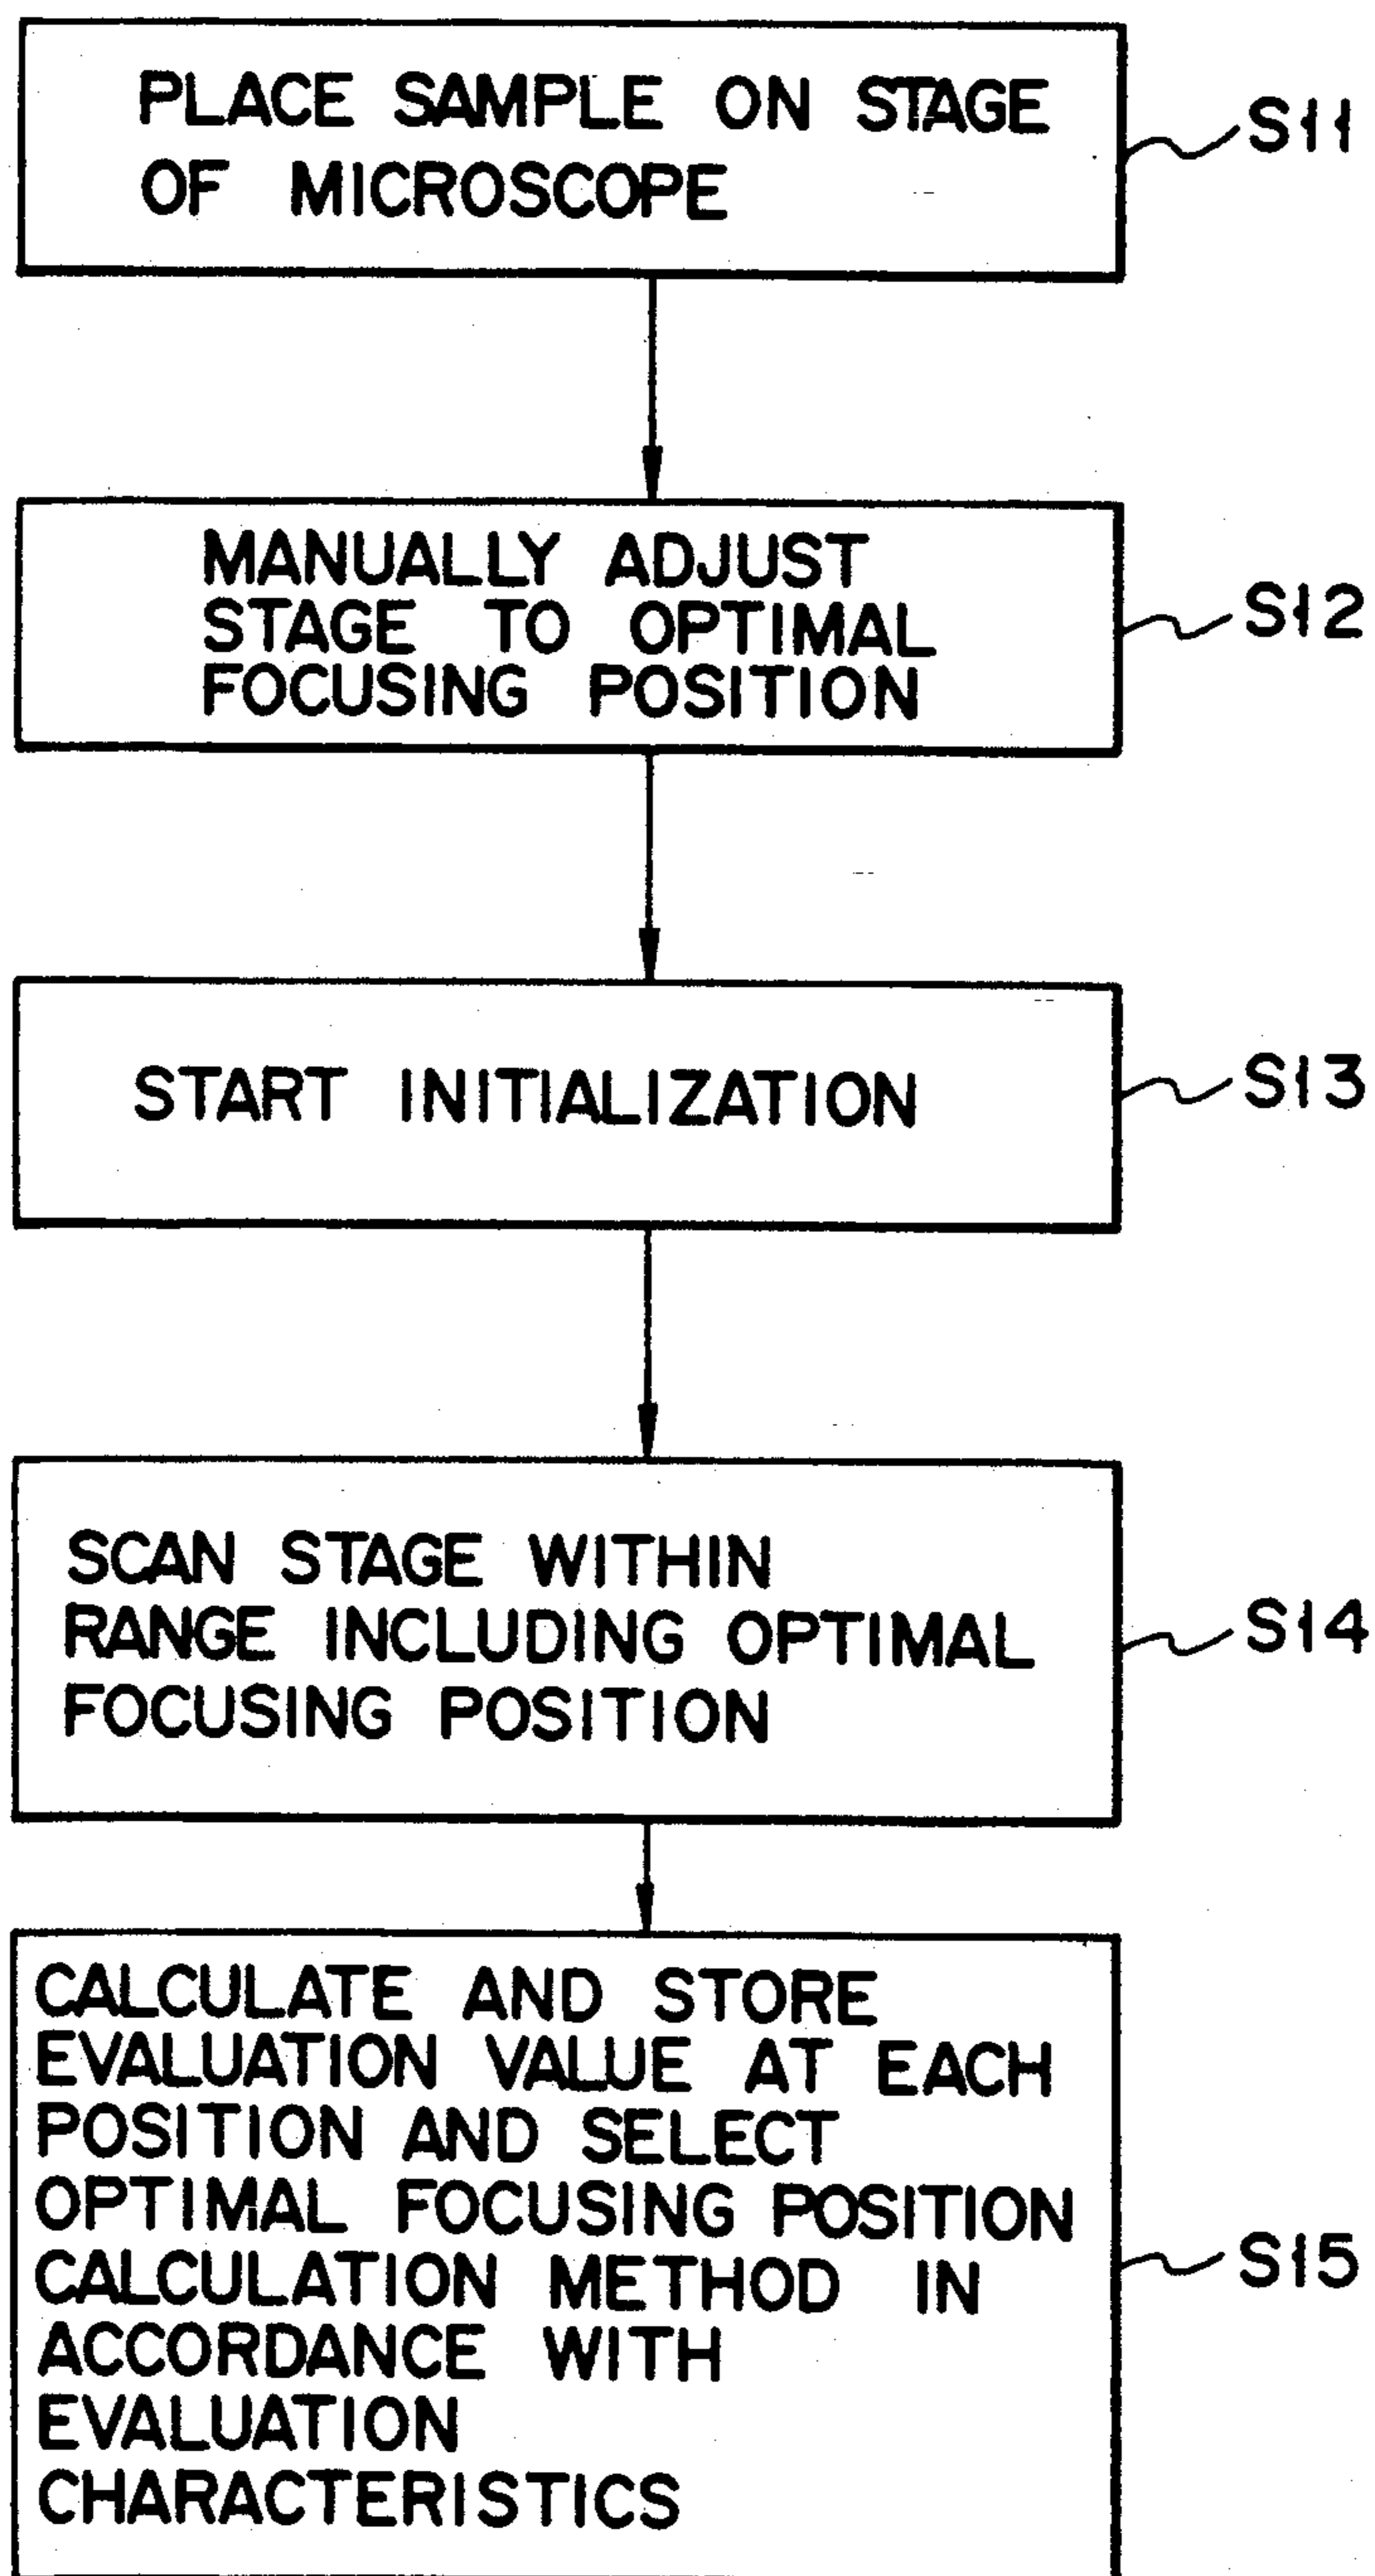 PLACE SAMPLE ON STAGE
OF MICROSCOPE
S11
MANUALLY ADJUST
STAGE TO OPTIMAL
FOCUSING POSITION
S12
START INITIALIZATION
S13
SCAN STAGE WITHIN
RANGE INCLUDING OPTIMAL
FOCUSING POSITION
S14
CALCULATE AND STORE
EVALUATION VALUE AT EACH
POSITION AND SELECT
OPTIMAL FOCUSING POSITION
CALCULATION METHOD IN
ACCORDANCE WITH
EVALUATION
CHARACTERISTICS
S15